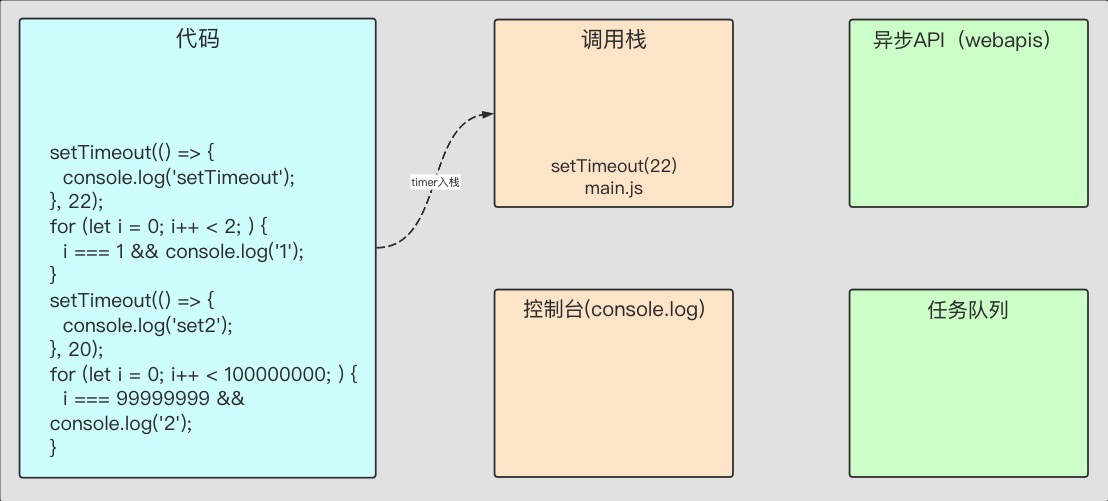 代码
setTimeout(() => {
  console.log('setTimeout');
}, 22);
for (let i = 0; i++ < 2; ) {
  i === 1 && console.log('1');
}
setTimeout(() => {
  console.log('set2');
}, 20);
for (let i = 0; i++ < 100000000; ) {
  i === 99999999 &&
console.log('2');
}
timer入栈
调用栈
setTimeout(22)
main.js
异步API（webapis）
控制台(console.log)
任务队列